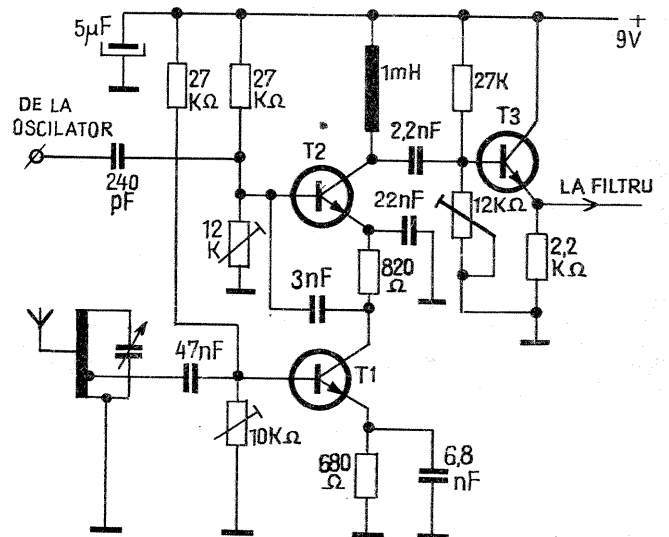 5µF
+
9V
27
KΩ
27
KΩ
1mH
27K
T3
DE LA
OSCILATOR
T2
2,2nF
240
pF
LA FILTRU
22nF
12KΩ
12
K
820
Ω
2,2
KΩ
3nF
47nF
T1
10KΩ
680
Ω
6,8
nF